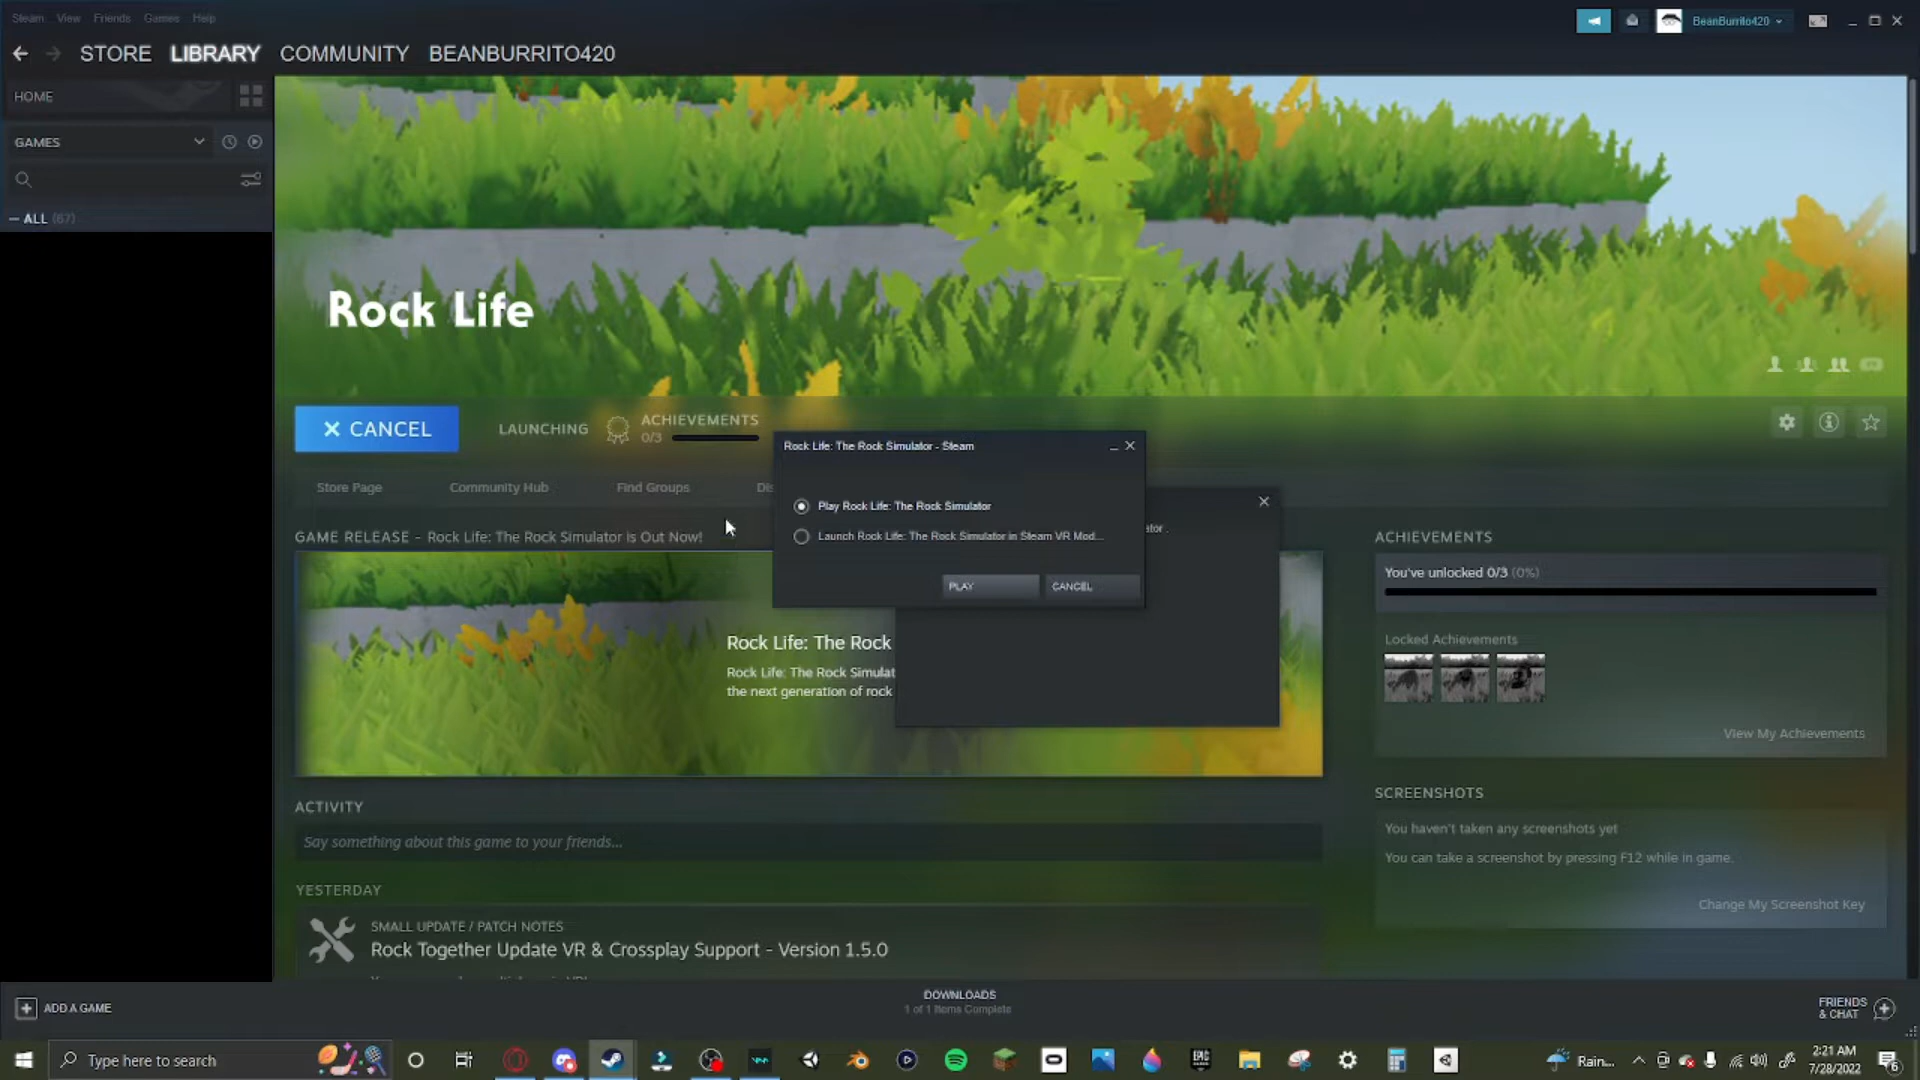 Steam View Friends Games Help
BeanBurrito420
STORE LIBRARY COMMUNITY BEANBURRITO420
HOME
GAMES
— ALL (67)
Rock Life
CANCEL
LAUNCHING
ACHIEVEMENTS
0/3
Store Page Community Hub Find Groups Dis
Rock Life: The Rock Simulator - Steam
Play Rock Life: The Rock Simulator
Launch Rock Life: The Rock Simulator in Steam VR Mod...
PLAY CANCEL
ator .
GAME RELEASE - Rock Life: The Rock Simulator is Out Now!
Rock Life: The Rock
Rock Life: The Rock Simulat
the next generation of rock
ACHIEVEMENTS
You've unlocked 0/3 (0%)
Locked Achievements
View My Achievements
SCREENSHOTS
You haven't taken any screenshots yet
You can take a screenshot by pressing F12 while in game.
Change My Screenshot Key
ACTIVITY
Say something about this game to your friends...
YESTERDAY
SMALL UPDATE / PATCH NOTES
Rock Together Update VR & Crossplay Support - Version 1.5.0
ADD A GAME
DOWNLOADS
1 of 1 Items Complete
FRIENDS
& CHAT
Type here to search
EPIC
GAMES
Rain...
2:21 AM
7/28/2022
6